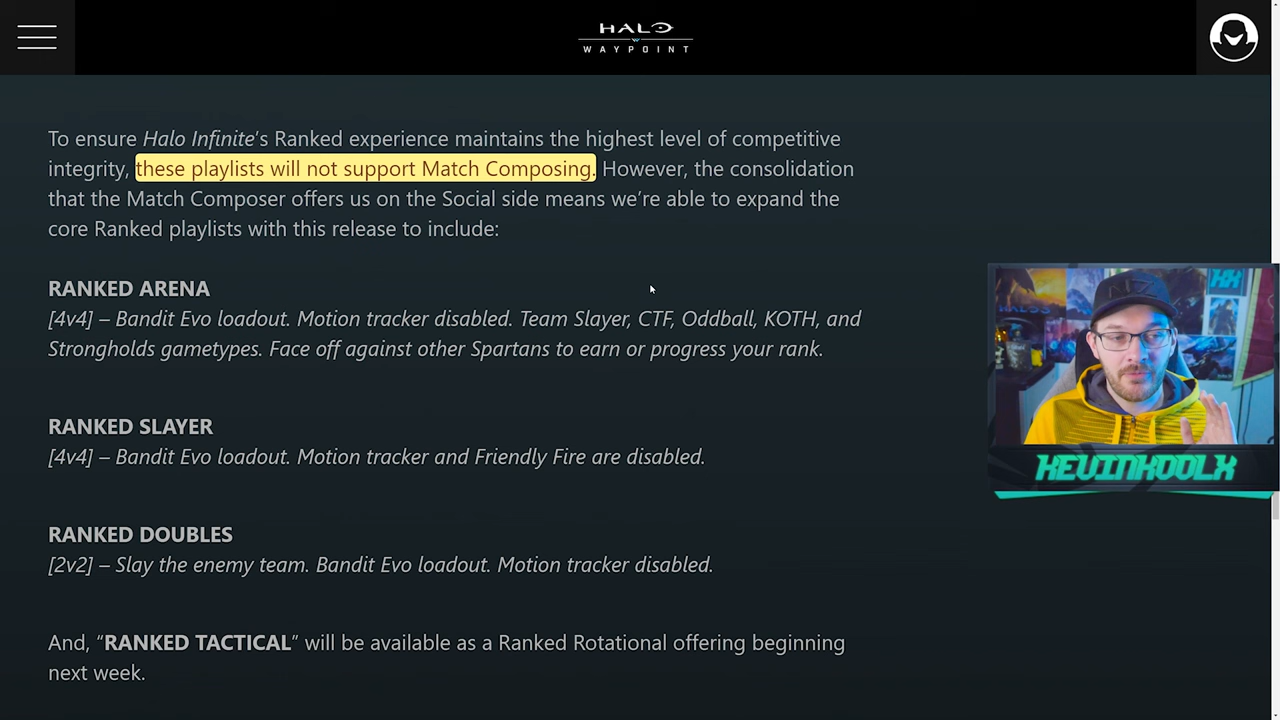 HALO
WAYPOINT
To ensure Halo Infinite’s Ranked experience maintains the highest level of competitive
integrity, these playlists will not support Match Composing. However, the consolidation
that the Match Composer offers us on the Social side means we’re able to expand the
core Ranked playlists with this release to include:
RANKED ARENA
[4v4] – Bandit Evo loadout. Motion tracker disabled. Team Slayer, CTF, Oddball, KOTH, and
Strongholds gametypes. Face off against other Spartans to earn or progress your rank.
RANKED SLAYER
[4v4] – Bandit Evo loadout. Motion tracker and Friendly Fire are disabled.
RANKED DOUBLES
[2v2] – Slay the enemy team. Bandit Evo loadout. Motion tracker disabled.
And, “RANKED TACTICAL” will be available as a Ranked Rotational offering beginning
next week.
KEVINKOOLX